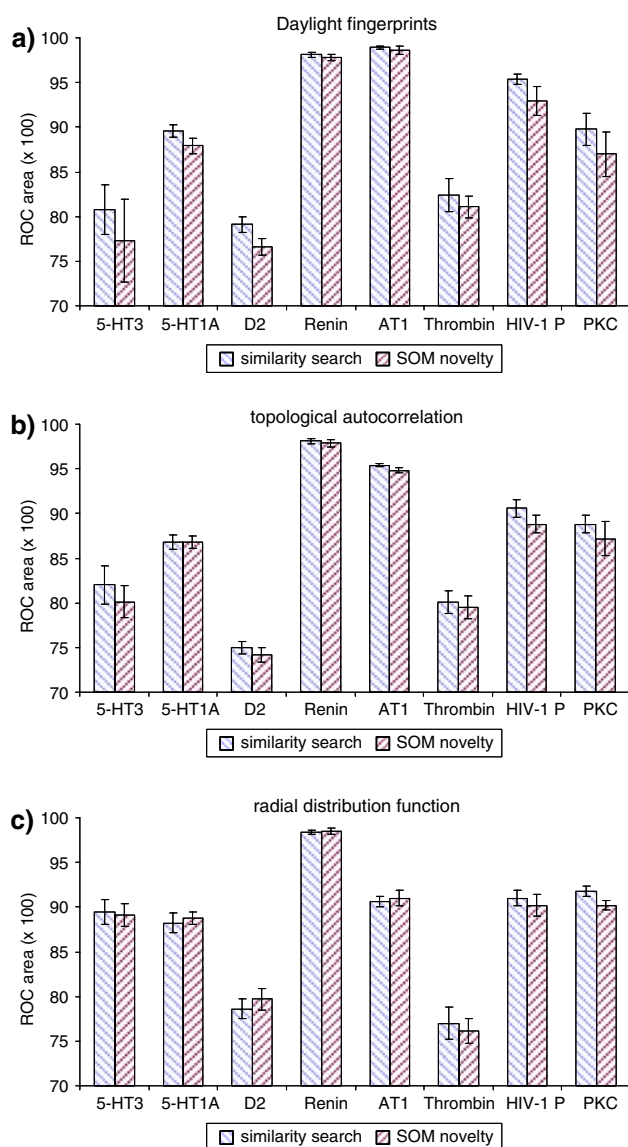 a) Daylight fingerprints
100
95
90
85
80
75
70
ROC area (x 100)
5-HT3 5-HT1A D2 Renin AT1 Thrombin HIV-1 P PKC
similarity search SOM novelty
b) topological autocorrelation
100
95
90
85
80
75
70
ROC area (x 100)
5-HT3 5-HT1A D2 Renin AT1 Thrombin HIV-1 P PKC
similarity search SOM novelty
c) radial distribution function
100
95
90
85
80
75
70
ROC area (x 100)
5-HT3 5-HT1A D2 Renin AT1 Thrombin HIV-1 P PKC
similarity search SOM novelty